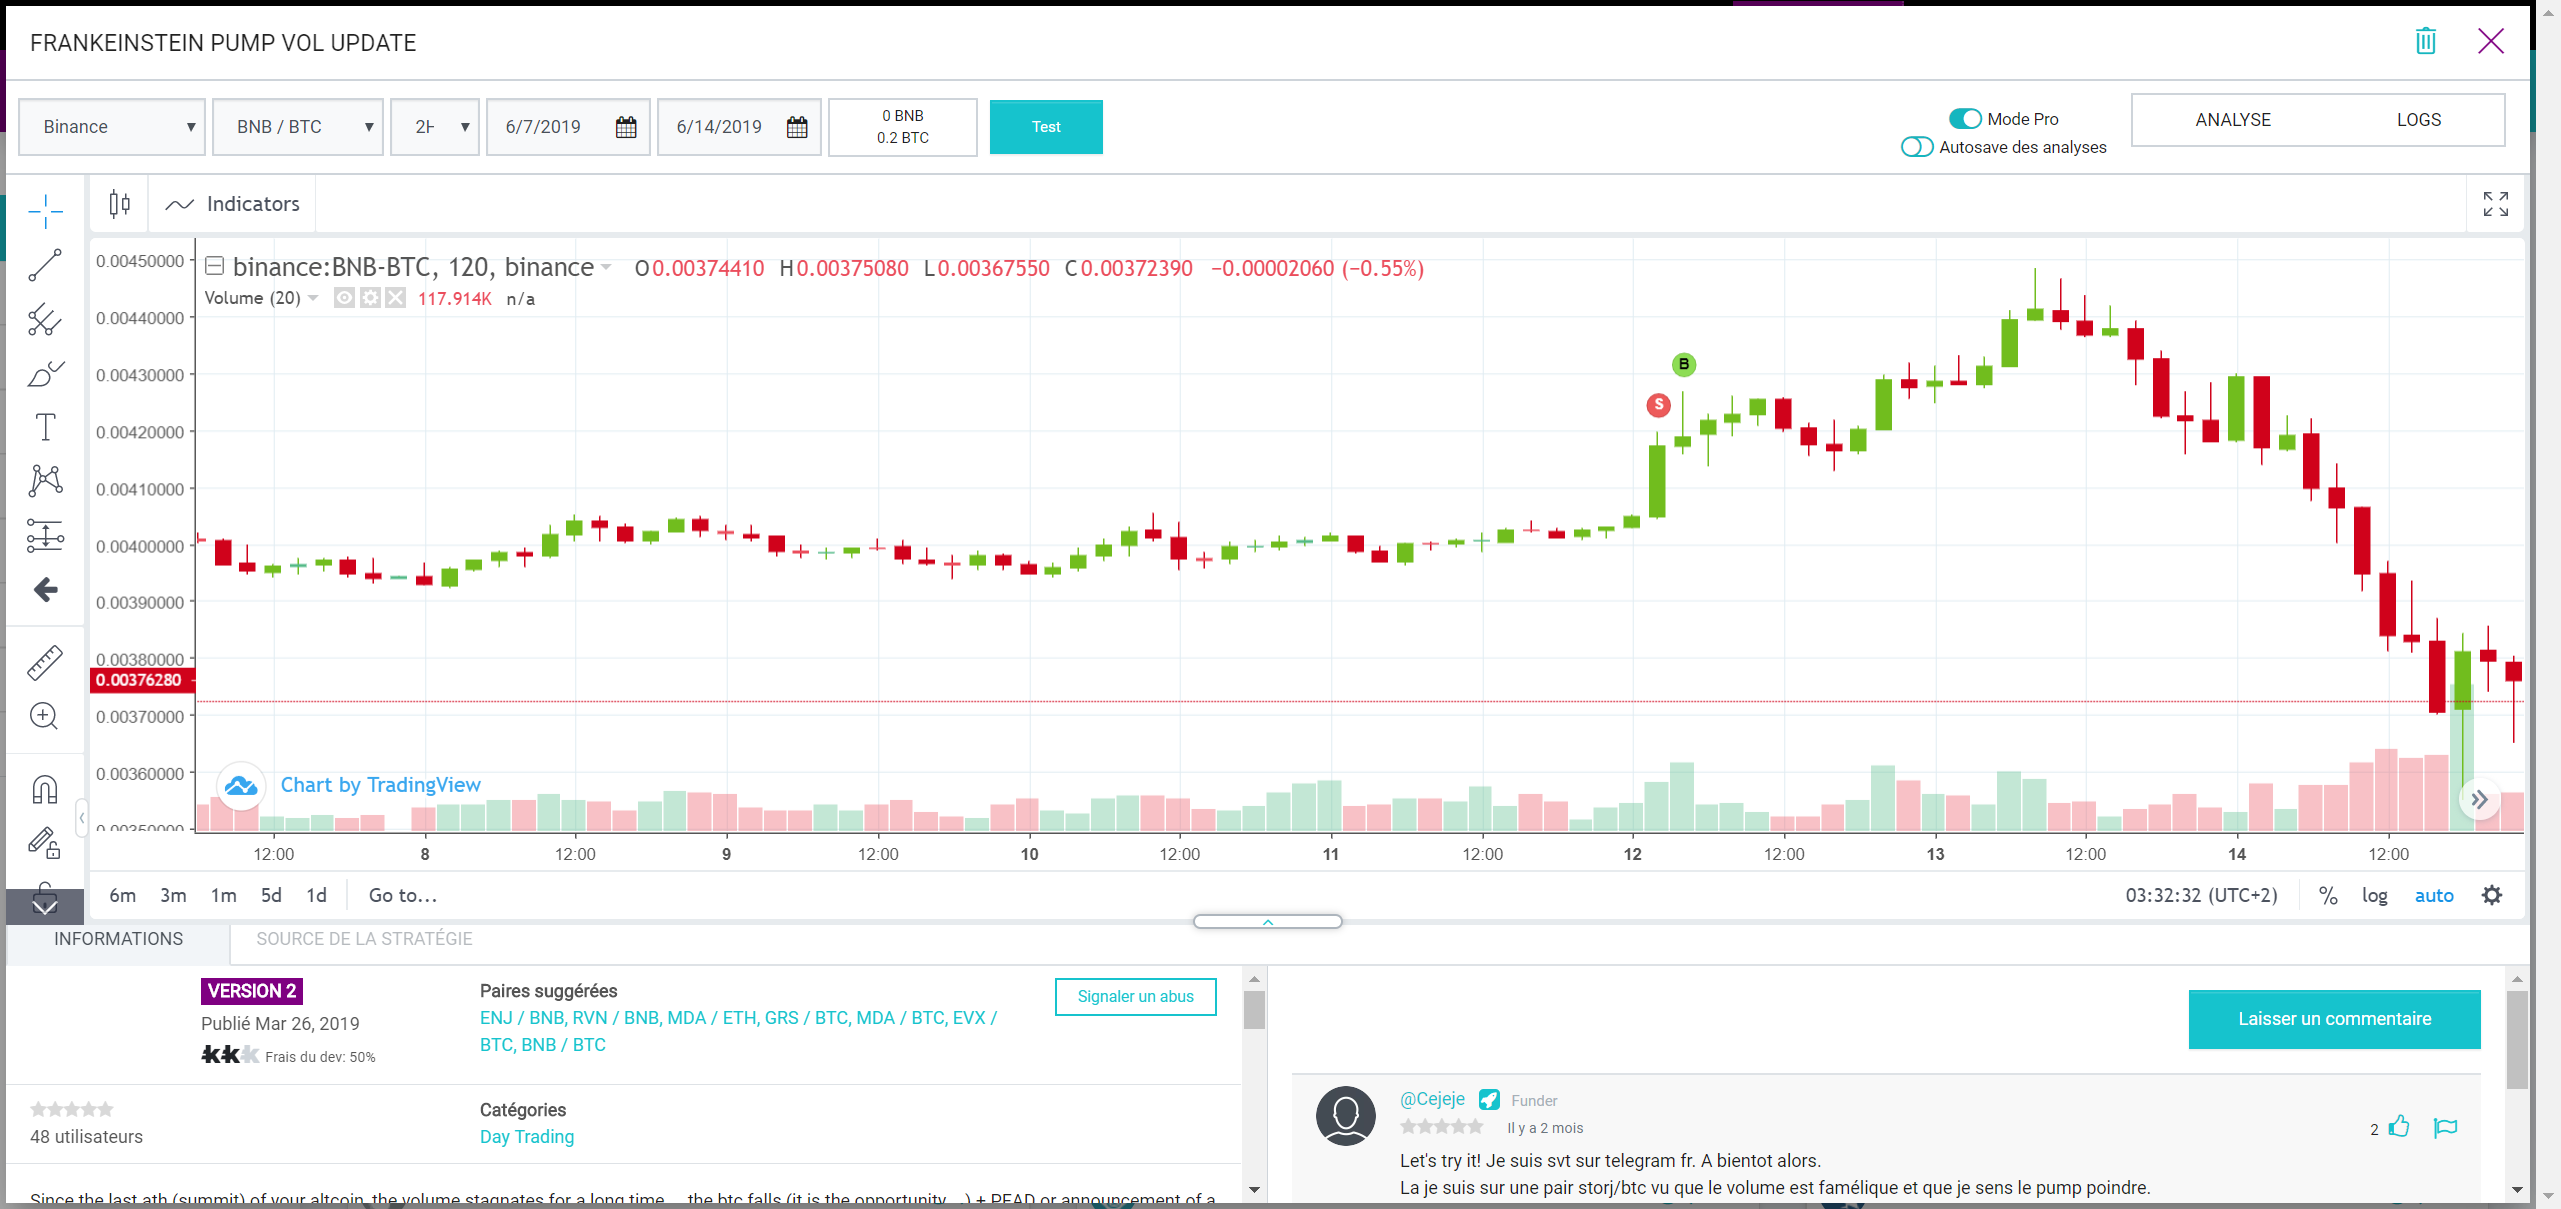 FRANKEINSTEIN PUMP VOL UPDATE
Binance
BNB / BTC
2H
6/7/2019
6/14/2019
0 BNB
0.2 BTC
Test
Mode Pro
Autosave des analyses
ANALYSE
LOGS
Indicators
binance:BNB-BTC, 120, binance O0.00374410 H0.00375080 L0.00367550 C0.00372390 −0.00002060 (−0.55%)
Volume (20) 117.914K n/a
0.00450000
0.00440000
0.00430000
0.00420000
0.00410000
0.00400000
0.00390000
0.00380000
0.00376280
0.00370000
0.00360000
0.00350000
B
S
Chart by TradingView
12:00 8 12:00 9 12:00 10 12:00 11 12:00 12 12:00 13 12:00 14 12:00
6m 3m 1m 5d 1d Go to...
03:32:32 (UTC+2) % log auto
INFORMATIONS
SOURCE DE LA STRATÉGIE
VERSION 2
Publié Mar 26, 2019
Frais du dev: 50%
Paires suggérées
ENJ / BNB, RVN / BNB, MDA / ETH, GRS / BTC, MDA / BTC, EVX /
BTC, BNB / BTC
Signaler un abus
48 utilisateurs
Catégories
Day Trading
Since the last ath (summit) of your altcoin, the volume stagnates for a long time ... the btc falls (it is the opportunity ...) + PEAD or announcement of a
Laisser un commentaire
@Cejeje Funder
Il y a 2 mois
2
Let's try it! Je suis svt sur telegram fr. A bientot alors.
La je suis sur une pair storj/btc vu que le volume est famélique et que je sens le pump poindre.